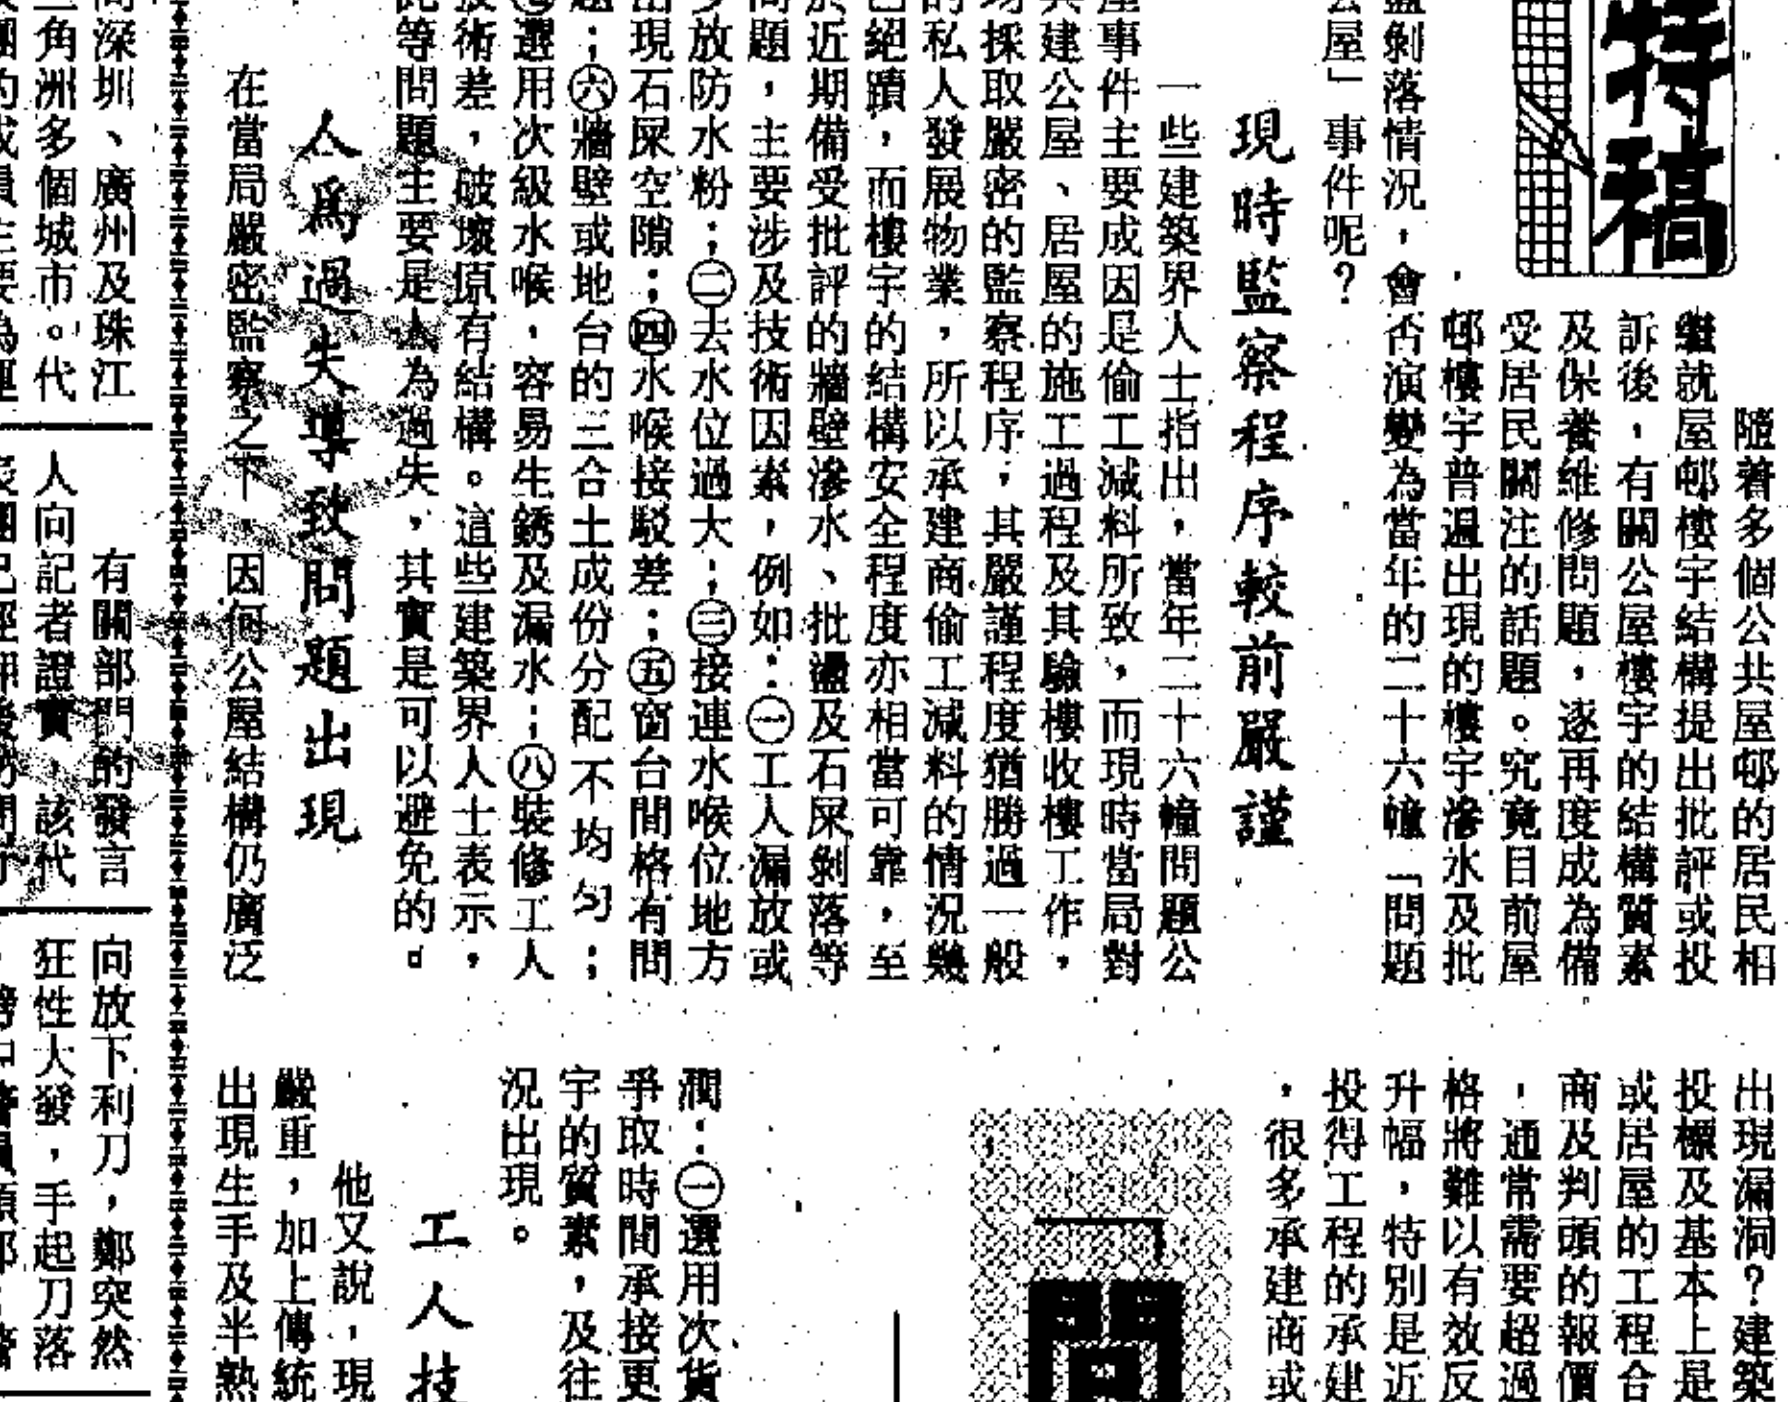 特稿
隨着多個公共屋邨的居民相
繼就屋邨樓宇結構提出批評或投
訴後，有關公屋樓宇的結構質素
及保養維修問題，逐再度成為備
受居民關注的話題。究竟目前屋
邨樓宇普遍出現的樓宇滲水及批
盪剝落情況，會否演變為當年的二十六幢「問題
公屋」事件呢？
現時監察程序較前嚴謹
一些建築界人士指出，當年二十六幢問題公
屋事件主要成因是偷工減料所致，而現時當局對
建公屋、居屋的施工過程及其驗樓收樓工作，
均採取嚴密的監察程序，其嚴謹程度猶勝過一般
的私人發展物業，所以承建商偷工減料的情況幾
已絕蹟，而樓宇的結構安全程度亦相當可靠，至
於近期備受批評的牆壁滲水、批盪及石屎剝落等
問題，主要涉及技術因素，例如：㊀工人漏放或
少放防水粉；㊁去水位過大；㊂接連水喉位地方
出現石屎空隙；㊃水喉接駁差；㊄窗台間格有問
題；㊅牆壁或地台的三合土成份分配不均勻；
㊆選用次級水喉，容易生銹及漏水；㊇裝修工人
技術差，破壞原有結構。這些建築界人士表示，
此等問題主要是人為過失，其實是可以避免的。
人為過失導致問題出現
在當局嚴密監察之下，因何公屋結構仍廣泛
出現漏洞？建築
投標及基本上是
或居屋的工程合
商及判頭的報價
，通常需要超過
格將難以有效反
升幅，特別是近
投得工程的承建
，很多承建商或
「問
潤：㊀選用次貨
爭取時間承接更
宇的質素，及往
況出現。
工人技
他又說，現
嚴重，加上傳統
出現生手及半熟
深圳、廣州及珠江
三角洲多個城市。代
有關部門的發言
人向記者證實，該代
表團已經
向放下利刀，鄭突然
狂性大發，手起刀落